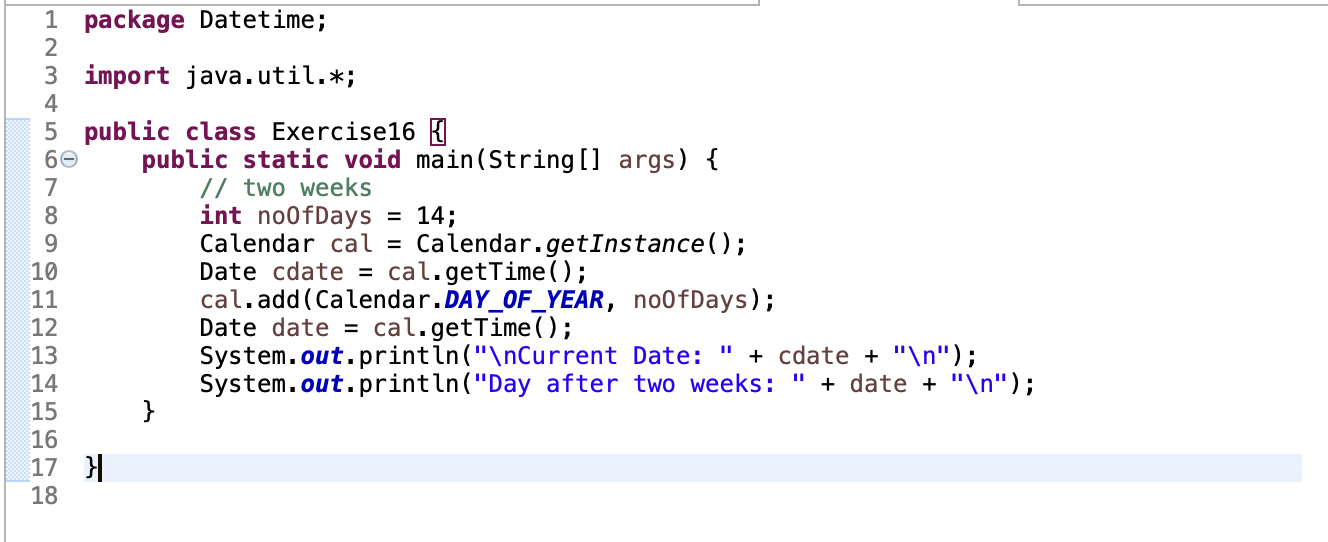 1 package Datetime;
2
3 import java.util.*;
4
5 public class Exercise16 {
6     public static void main(String[] args) {
7         // two weeks
8         int noOfDays = 14;
9         Calendar cal = Calendar.getInstance();
10         Date cdate = cal.getTime();
11         cal.add(Calendar.DAY_OF_YEAR, noOfDays);
12         Date date = cal.getTime();
13         System.out.println("\nCurrent Date: " + cdate + "\n");
14         System.out.println("Day after two weeks: " + date + "\n");
15     }
16
17 }
18